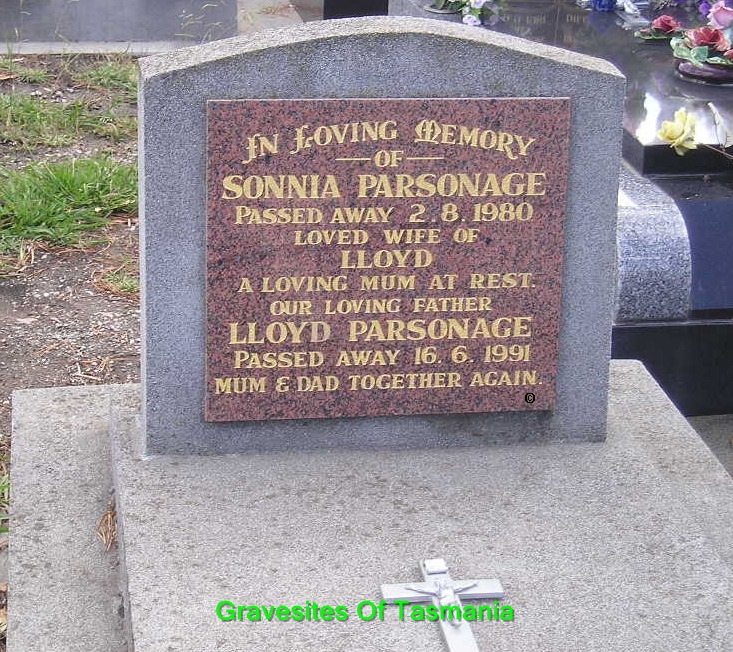 IN LOVING MEMORY
OF
SONNIA PARSONAGE
PASSED AWAY 2.8.1980
LOVED WIFE OF
LLOYD
A LOVING MUM AT REST.
OUR LOVING FATHER
LLOYD PARSONAGE
PASSED AWAY 16.6.1991
MUM & DAD TOGETHER AGAIN.
Gravesites Of Tasmania